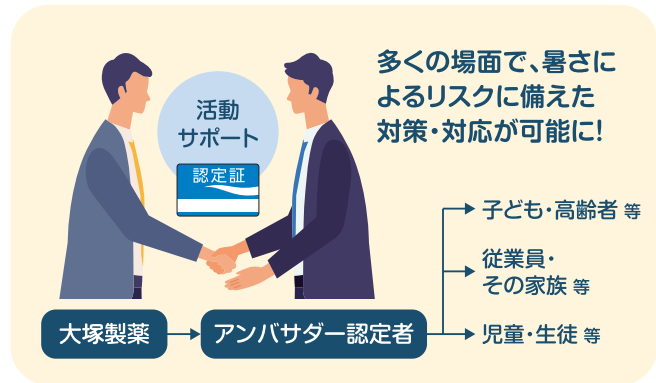 多くの場面で、暑さに
よるリスクに備えた
対策・対応が可能に!
活動
サポート
認定証
子ども・高齢者 等
従業員・
その家族 等
児童・生徒 等
大塚製薬
アンバサダー認定者